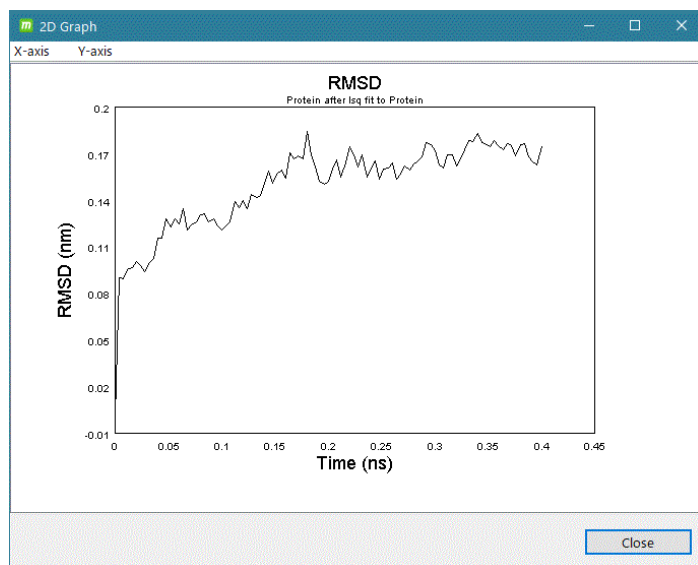 m 2D Graph
X-axis Y-axis
RMSD
Protein after lsq fit to Protein
0.2
0.17
0.14
0.11
0.08
0.05
0.02
-0.01
RMSD (nm)
0 0.05 0.1 0.15 0.2 0.25 0.3 0.35 0.4 0.45
Time (ns)
Close